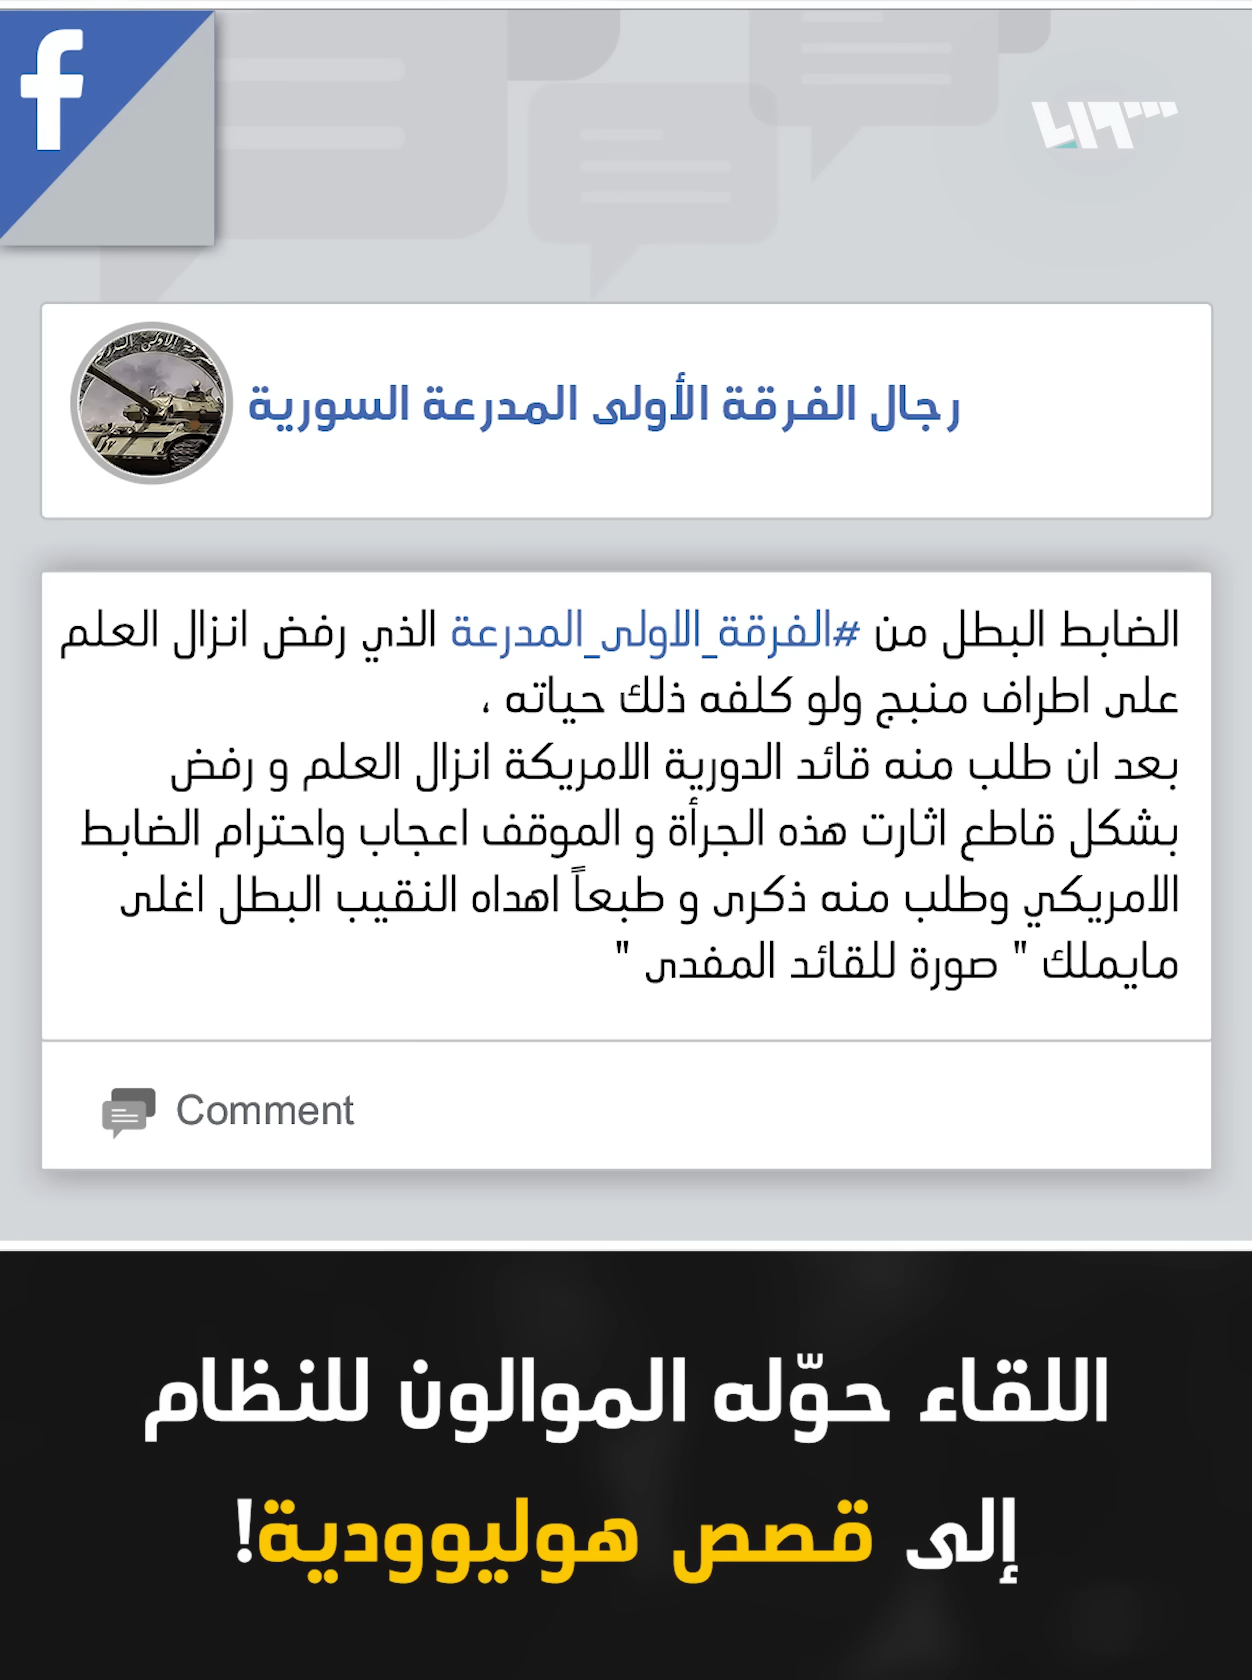 رجال الفرقة الأولى المدرعة السورية
الضابط البطل من #الفرقة_الاولى_المدرعة الذي رفض انزال العلم
على اطراف منبج ولو كلفه ذلك حياته ،
بعد ان طلب منه قائد الدورية الامريكة انزال العلم و رفض
بشكل قاطع اثارت هذه الجرأة و الموقف اعجاب واحترام الضابط
الامريكي وطلب منه ذكرى و طبعاً اهداه النقيب البطل اغلى
مايملك " صورة للقائد المفدى "
Comment
اللقاء حوّله الموالون للنظام
إلى قصص هوليوودية!